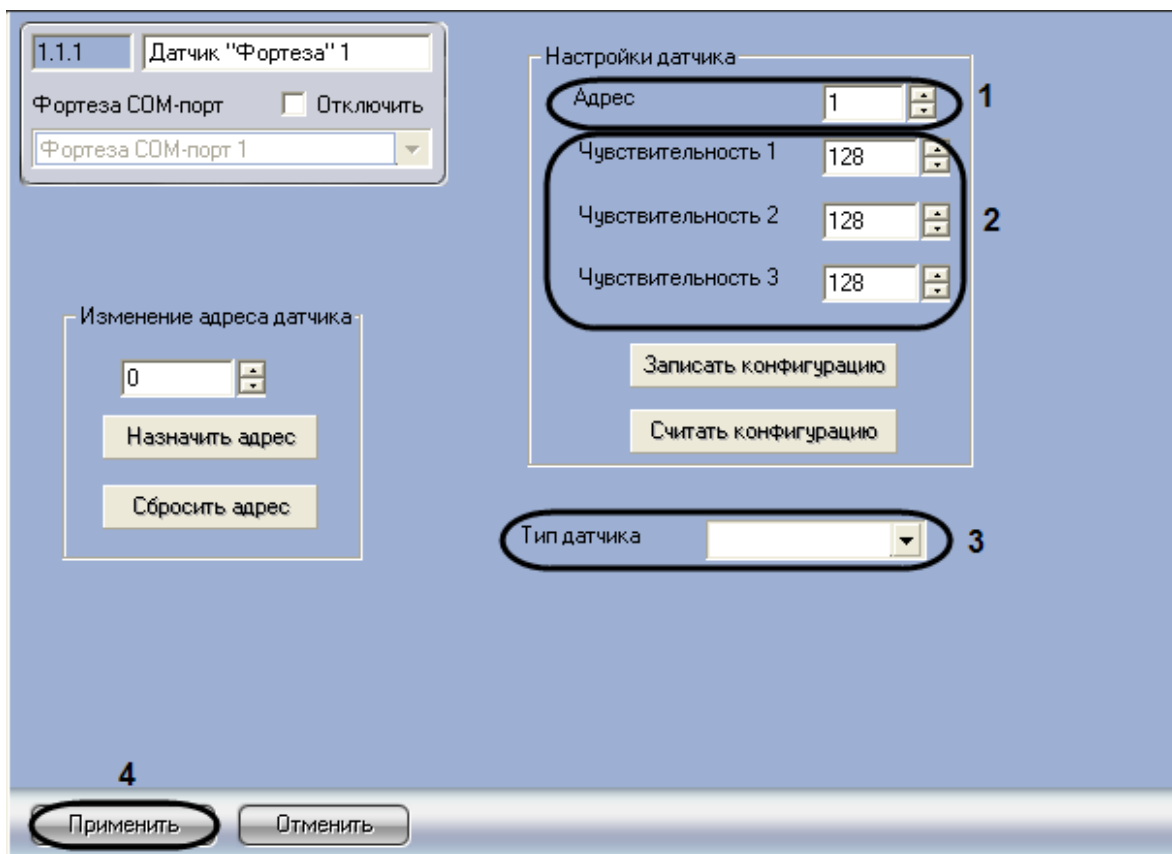 1.1.1 Датчик "Фортеза" 1
Фортеза COM-порт Отключить
Фортеза COM-порт 1
Настройки датчика
Адрес 1 1
Чувствительность 1 128
Чувствительность 2 128 2
Чувствительность 3 128
Записать конфигурацию
Считать конфигурацию
Изменение адреса датчика
0
Назначить адрес
Сбросить адрес
Тип датчика 3
4
Применить Отменить